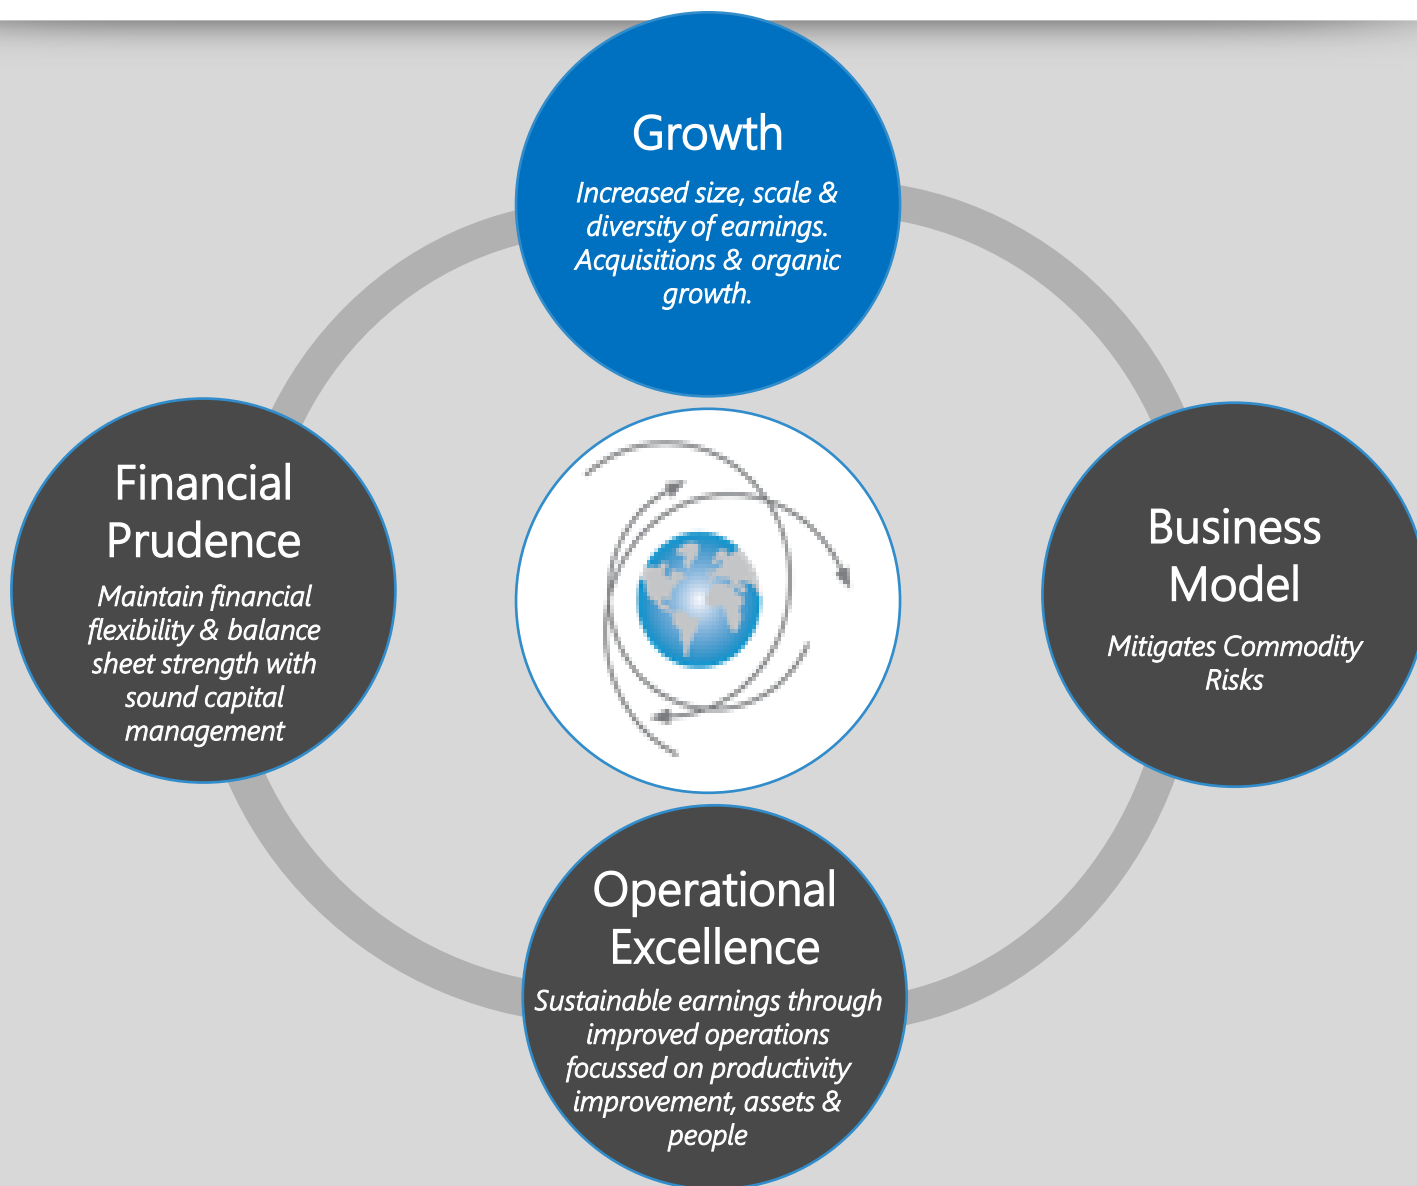 Growth
Increased size, scale &
diversity of earnings.
Acquisitions & organic
growth.
Financial
Prudence
Maintain financial
flexibility & balance
sheet strength with
sound capital
management
Business
Model
Mitigates Commodity
Risks
Operational
Excellence
Sustainable earnings through
improved operations
focussed on productivity
improvement, assets &
people